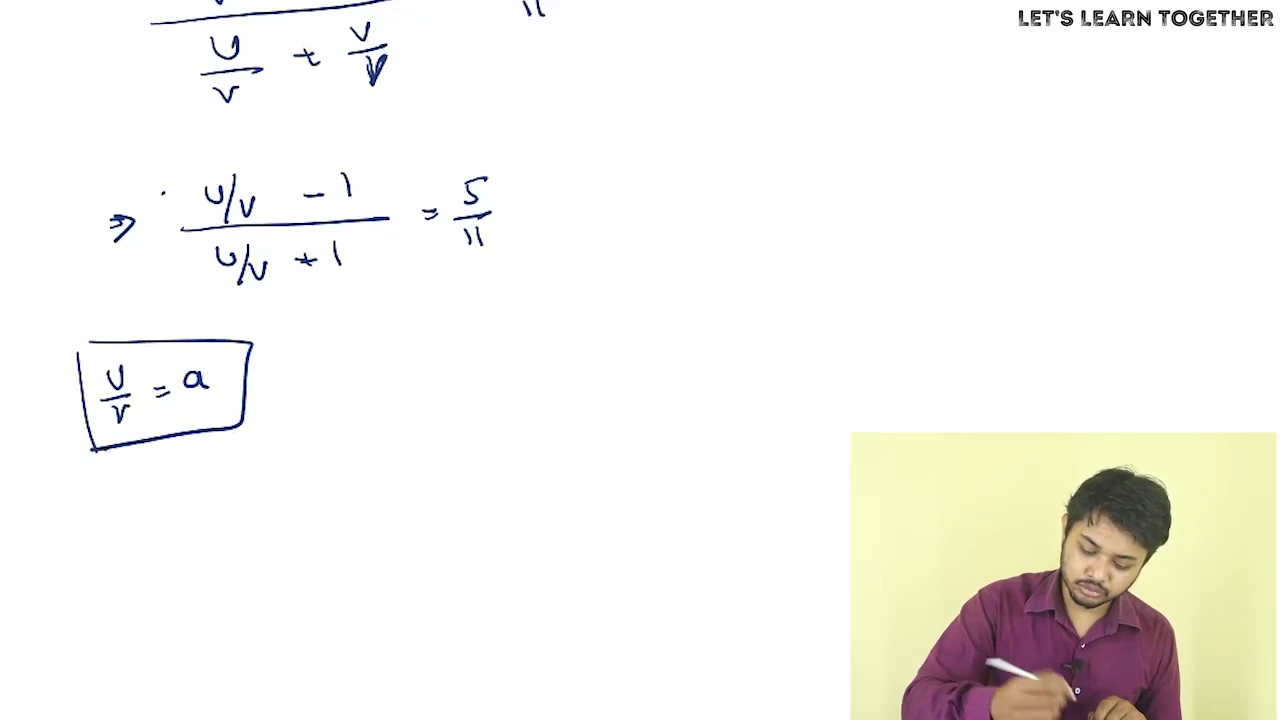 LET'S LEARN TOGETHER
11
U/v + v/v
⇒ (U/v - 1)/(U/v + 1) = 5/11
U/v = a